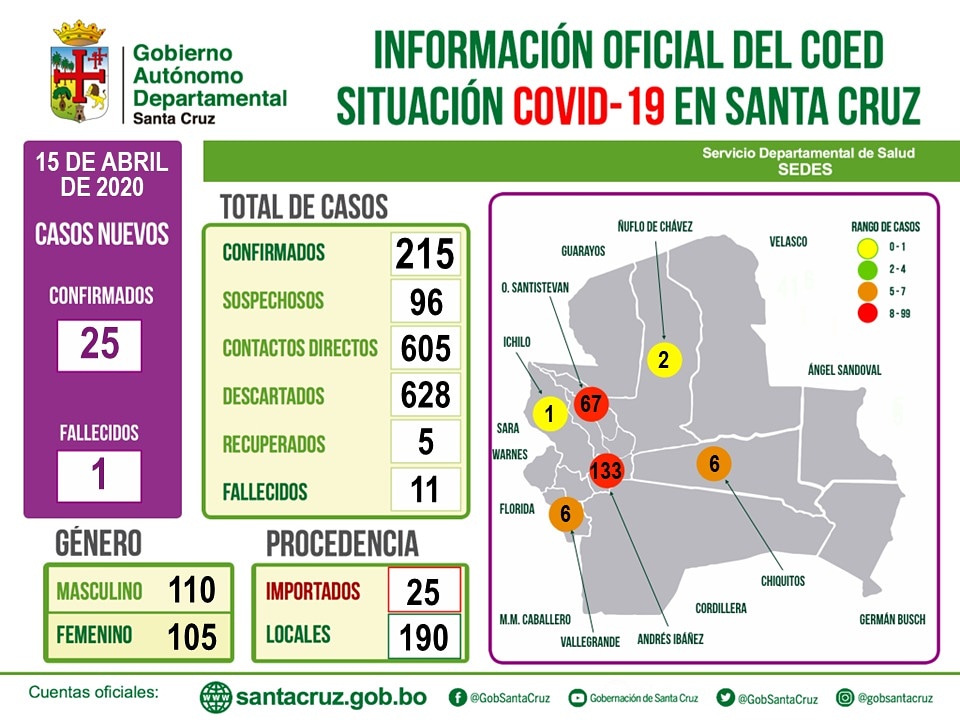 Gobierno
Autónomo
Departamental
Santa Cruz
INFORMACIÓN OFICIAL DEL COED
SITUACIÓN COVID-19 EN SANTA CRUZ
Servicio Departamental de Salud
SEDES
15 DE ABRIL
DE 2020
CASOS NUEVOS
CONFIRMADOS
25
FALLECIDOS
1
TOTAL DE CASOS
CONFIRMADOS 215
SOSPECHOSOS 96
CONTACTOS DIRECTOS 605
DESCARTADOS 628
RECUPERADOS 5
FALLECIDOS 11
GÉNERO
MASCULINO 110
FEMENINO 105
PROCEDENCIA
IMPORTADOS 25
LOCALES 190
ÑUFLO DE CHÁVEZ
GUARAYOS
VELASCO
RANGO DE CASOS
0 - 1
2 - 4
5 - 7
8 - 99
O. SANTISTEVAN
ICHILO
2
ÁNGEL SANDOVAL
67
1
SARA
WARNES
133
6
FLORIDA
6
CHIQUITOS
CORDILLERA
M.M. CABALLERO
GERMÁN BUSCH
VALLEGRANDE
ANDRÉS IBÁÑEZ
Cuentas oficiales:
santacruz.gob.bo
@GobSantaCruz
Gobernación de Santa Cruz
@GobSantaCruz
@gobsantacruz